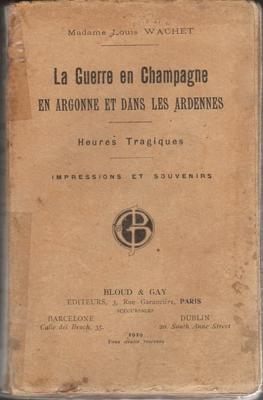 Madame Louis WACHET
La Guerre en Champagne
EN ARGONNE ET DANS LES ARDENNES
Heures Tragiques
IMPRESSIONS ET SOUVENIRS
BG
BLOUD & GAY
EDITEURS, 3, Rue Garancière, PARIS
SUCCURSALES
BARCELONE DUBLIN
Calle del Bruch, 35. 20. South Anne Street
1919
Tous droits réservés